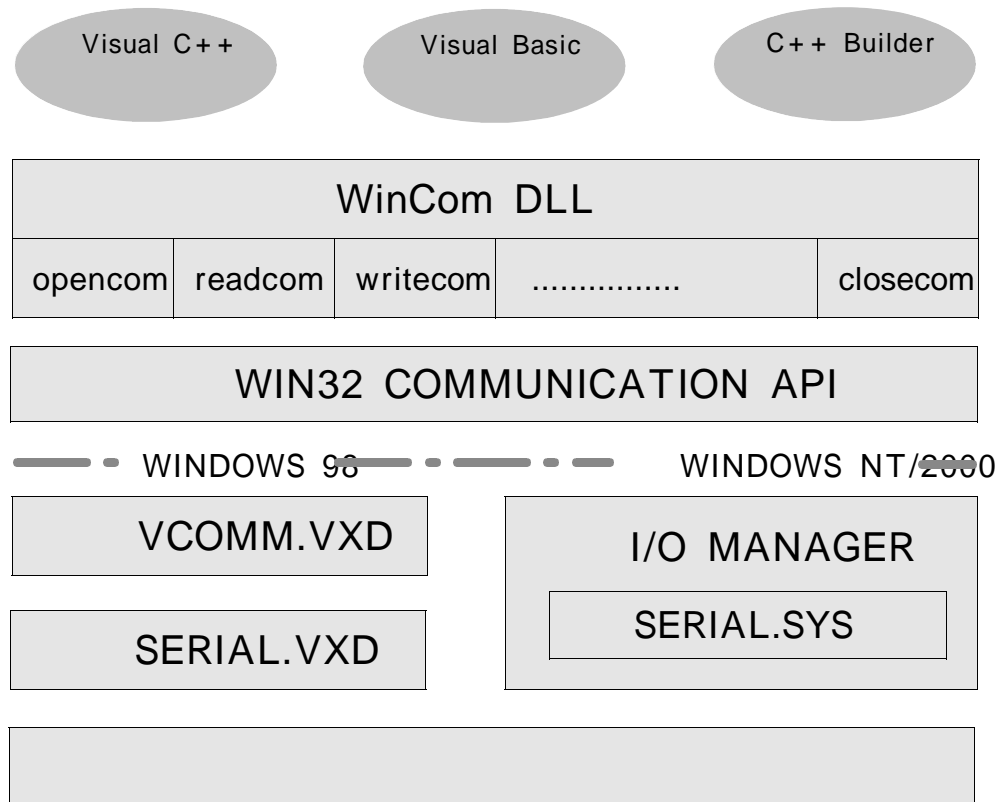 Visual C++
Visual Basic
C++ Builder
WinCom DLL
opencom
readcom
writecom
................
closecom
WIN32 COMMUNICATION API
WINDOWS 98
WINDOWS NT/2000
VCOMM.VXD
I/O MANAGER
SERIAL.SYS
SERIAL.VXD